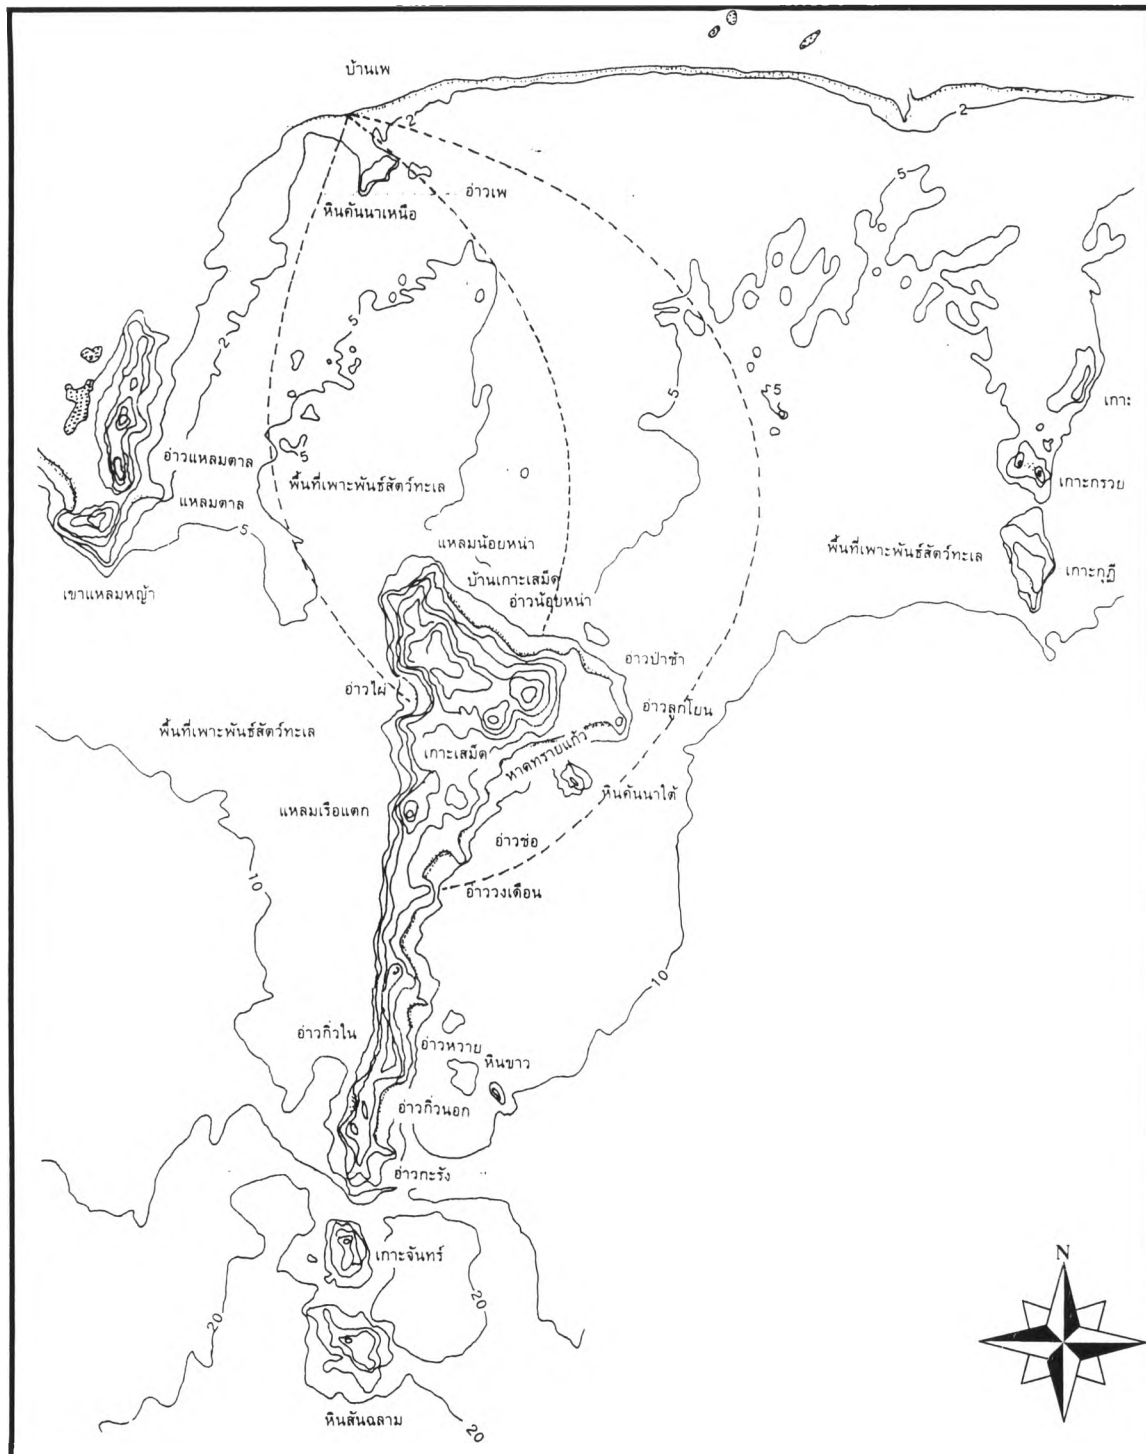 บ้านเพ
2
2
อ่าวเพ
5
หินคันนาเหนือ
5
2
5
5
เกาะ
อ่าวแหลมตาล
5
เกาะกรวย
พื้นที่เพาะพันธ์สัตว์ทะเล
แหลมตาล
5
แหลมน้อยหน่า
พื้นที่เพาะพันธ์สัตว์ทะเล
เกาะกุฎี
บ้านเกาะเสม็ด
เขาแหลมหญ้า
อ่าวน้อยหน่า
อ่าวป่าช้า
อ่าวไผ่
อ่าวลูกโยน
พื้นที่เพาะพันธ์สัตว์ทะเล
เกาะเสม็ด
หาดทรายแก้ว
หินคันนาใต้
แหลมเรือแตก
อ่าวช่อ
10
อ่าววงเดือน
10
อ่าวกิ่วใน
อ่าวหวาย
หินขาว
อ่าวกิ่วนอก
อ่าวกะรัง
เกาะจันทร์
N
20
20
หินสันฉลาม
20